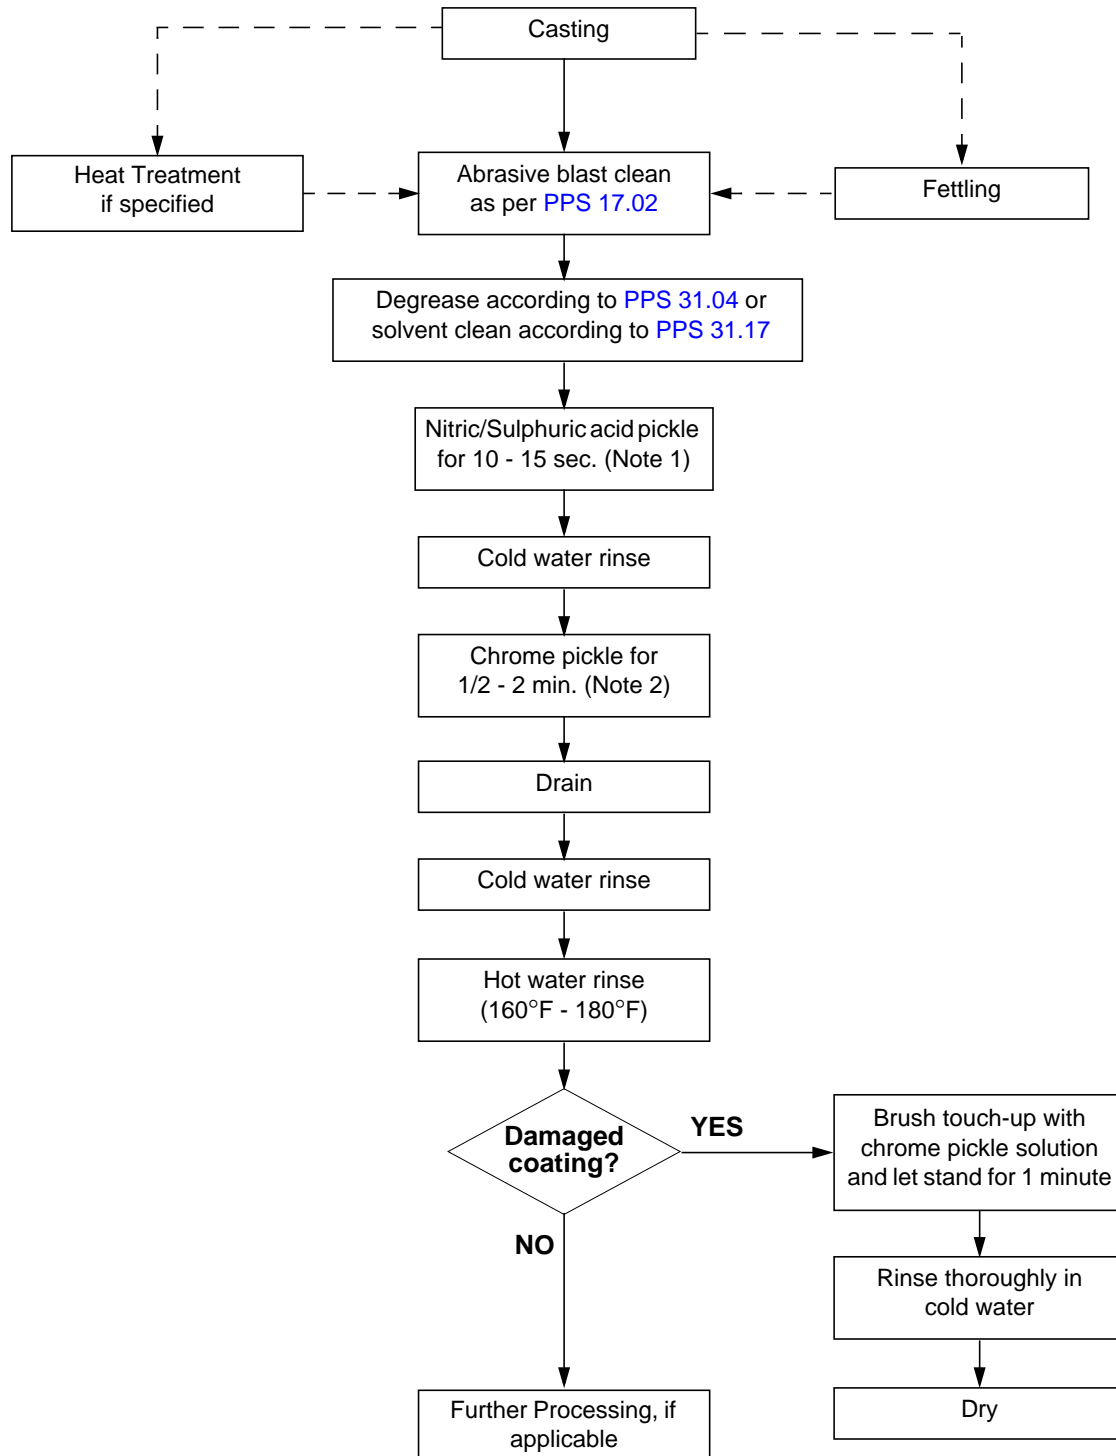 Casting
Heat Treatment
if specified
Abrasive blast clean
as per PPS 17.02
Fettling
Degrease according to PPS 31.04 or
solvent clean according to PPS 31.17
Nitric/Sulphuric acid pickle
for 10 - 15 sec. (Note 1)
Cold water rinse
Chrome pickle for
1/2 - 2 min. (Note 2)
Drain
Cold water rinse
Hot water rinse
(160°F - 180°F)
Damaged
coating?
YES
Brush touch-up with
chrome pickle solution
and let stand for 1 minute
NO
Rinse thoroughly in
cold water
Dry
Further Processing, if
applicable